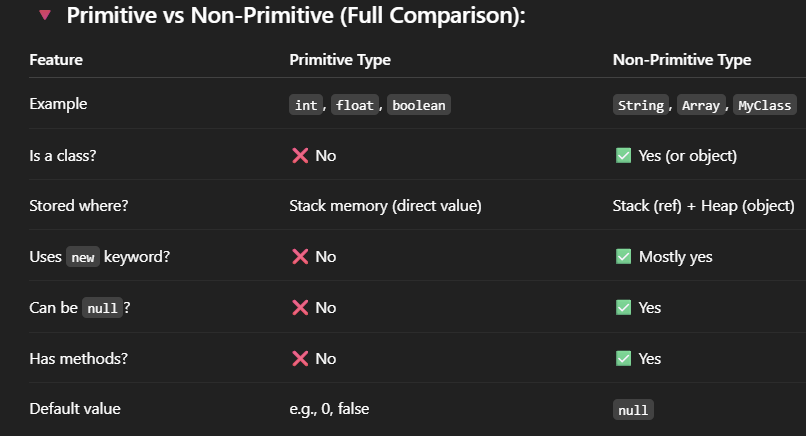 Primitive vs Non-Primitive (Full Comparison):
Feature Primitive Type Non-Primitive Type
Example int, float, boolean String, Array, MyClass
Is a class? ❌ No ✅ Yes (or object)
Stored where? Stack memory (direct value) Stack (ref) + Heap (object)
Uses new keyword? ❌ No ✅ Mostly yes
Can be null? ❌ No ✅ Yes
Has methods? ❌ No ✅ Yes
Default value e.g., 0, false null